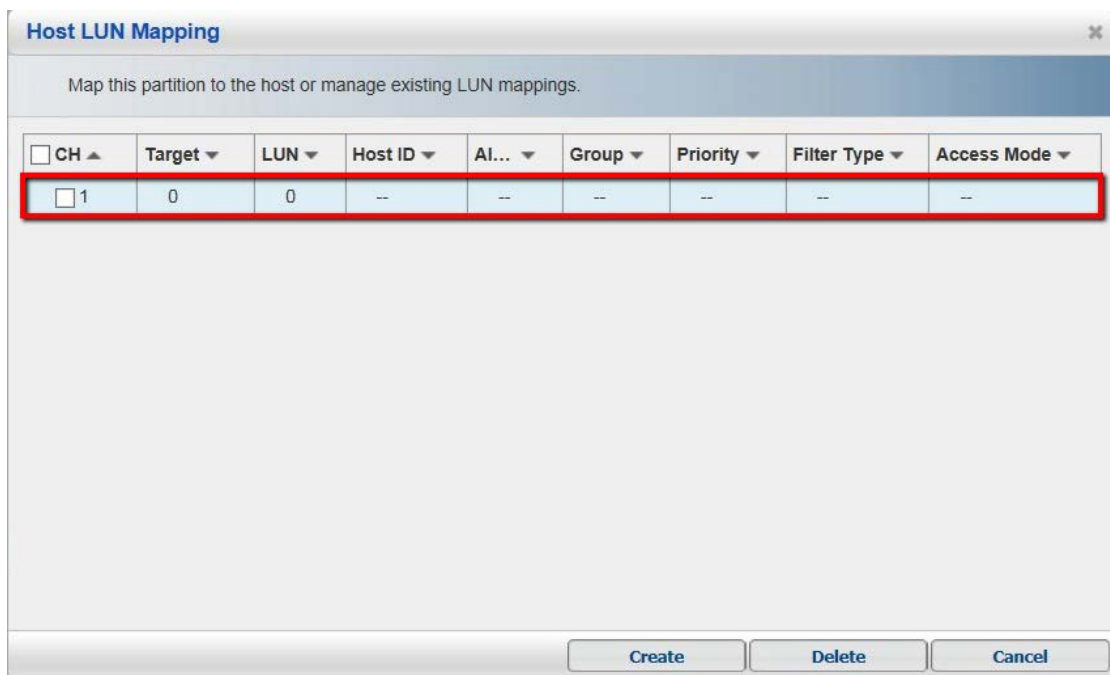 Host LUN Mapping
Map this partition to the host or manage existing LUN mappings.
CH Target LUN Host ID Al... Group Priority Filter Type Access Mode
1 0 0 -- -- -- -- -- --
Create Delete Cancel